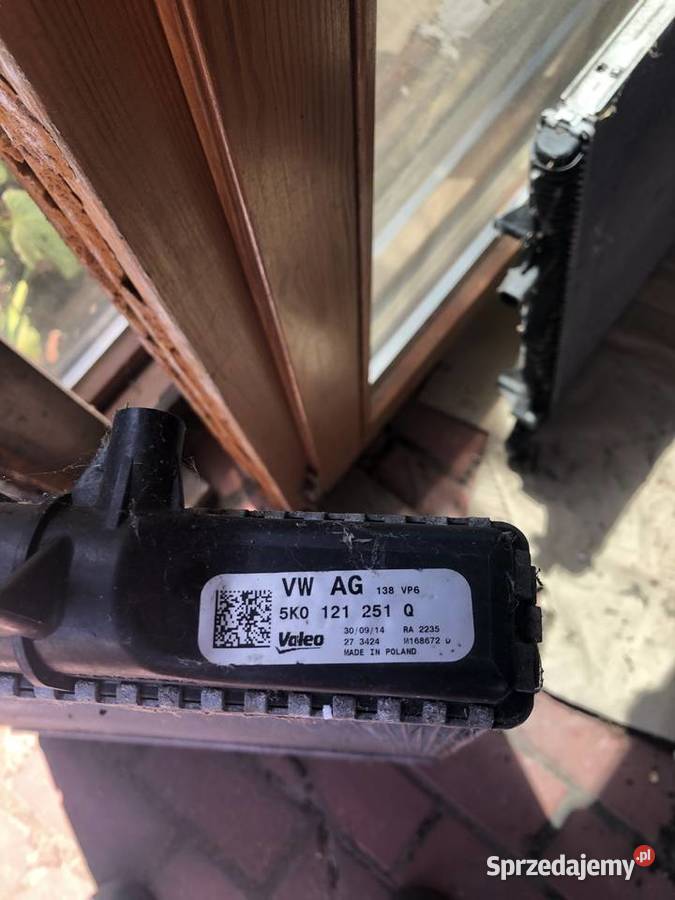 VW AG 138 VP6
5K0 121 251 Q
Valeo 30/09/14 RA 2235
27 3424 M168672 D
MADE IN POLAND
Sprzedajemy.pl